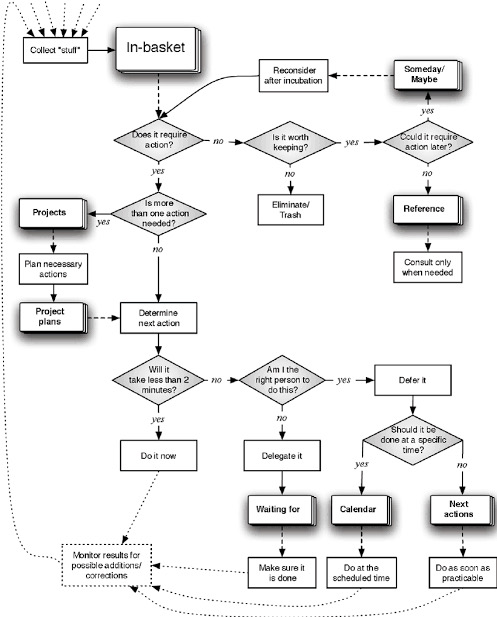 Collect "stuff"
In-basket
Reconsider
after incubation
Someday/
Maybe
yes
Does it require
action?
no
Is it worth
keeping?
yes
Could it require
action later?
yes
no
no
Is more
than one action
needed?
Eliminate/
Trash
Projects
yes
Reference
no
Plan necessary
actions
Consult only
when needed
Project
plans
Determine
next action
Will it
take less than 2
minutes?
no
Am I the
right person to
do this?
yes
Defer it
yes
no
Should it be
done at a specific
time?
Do it now
Delegate it
yes
no
Waiting for
Calendar
Next
actions
Monitor results for
possible additions/
corrections
Make sure it
is done
Do at the
scheduled time
Do as soon as
practicable